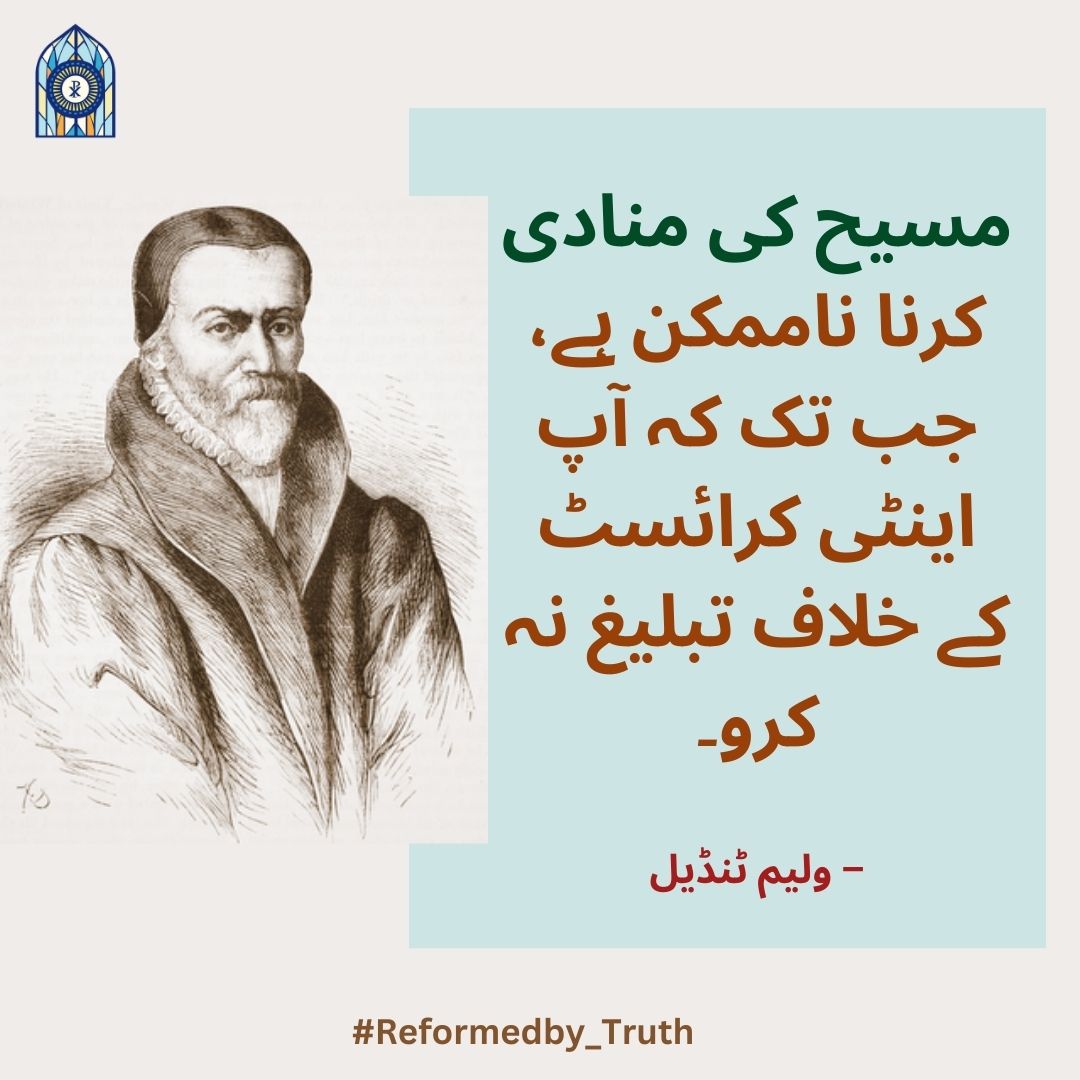 مسیح کی منادی
کرنا ناممکن ہے،
جب تک کہ آپ
اینٹی کرائسٹ
کے خلاف تبلیغ نہ
کرو۔
– ولیم ٹنڈیل
#Reformedby_Truth